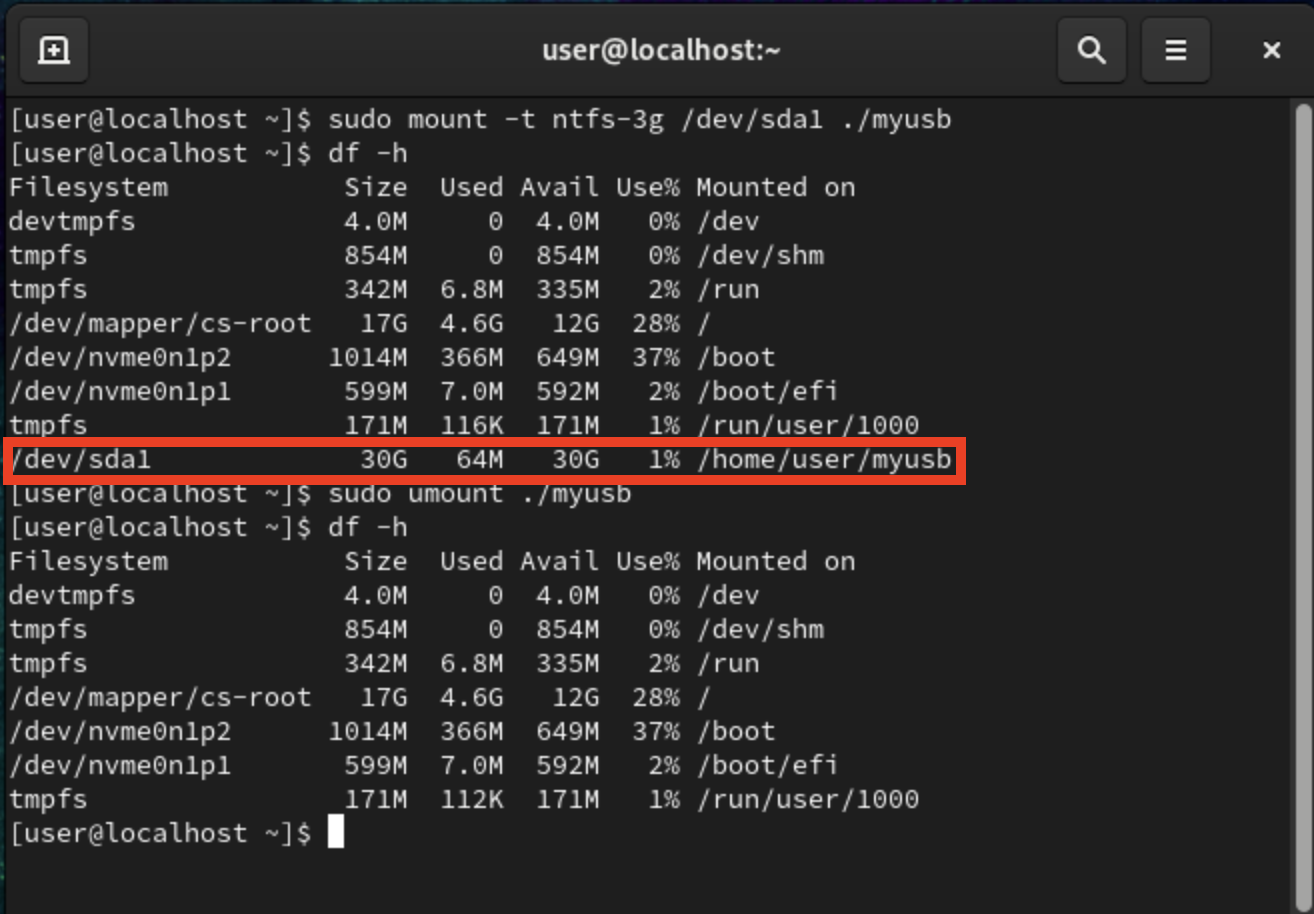 user@localhost:~
[user@localhost ~]$ sudo mount -t ntfs-3g /dev/sda1 ./myusb
[user@localhost ~]$ df -h
Filesystem           Size  Used Avail Use% Mounted on
devtmpfs             4.0M     0  4.0M   0% /dev
tmpfs                854M     0  854M   0% /dev/shm
tmpfs                342M  6.8M  335M   2% /run
/dev/mapper/cs-root   17G  4.6G   12G  28% /
/dev/nvme0n1p2      1014M  366M  649M  37% /boot
/dev/nvme0n1p1       599M  7.0M  592M   2% /boot/efi
tmpfs                171M  116K  171M   1% /run/user/1000
/dev/sda1             30G   64M   30G   1% /home/user/myusb
[user@localhost ~]$ sudo umount ./myusb
[user@localhost ~]$ df -h
Filesystem           Size  Used Avail Use% Mounted on
devtmpfs             4.0M     0  4.0M   0% /dev
tmpfs                854M     0  854M   0% /dev/shm
tmpfs                342M  6.8M  335M   2% /run
/dev/mapper/cs-root   17G  4.6G   12G  28% /
/dev/nvme0n1p2      1014M  366M  649M  37% /boot
/dev/nvme0n1p1       599M  7.0M  592M   2% /boot/efi
tmpfs                171M  112K  171M   1% /run/user/1000
[user@localhost ~]$